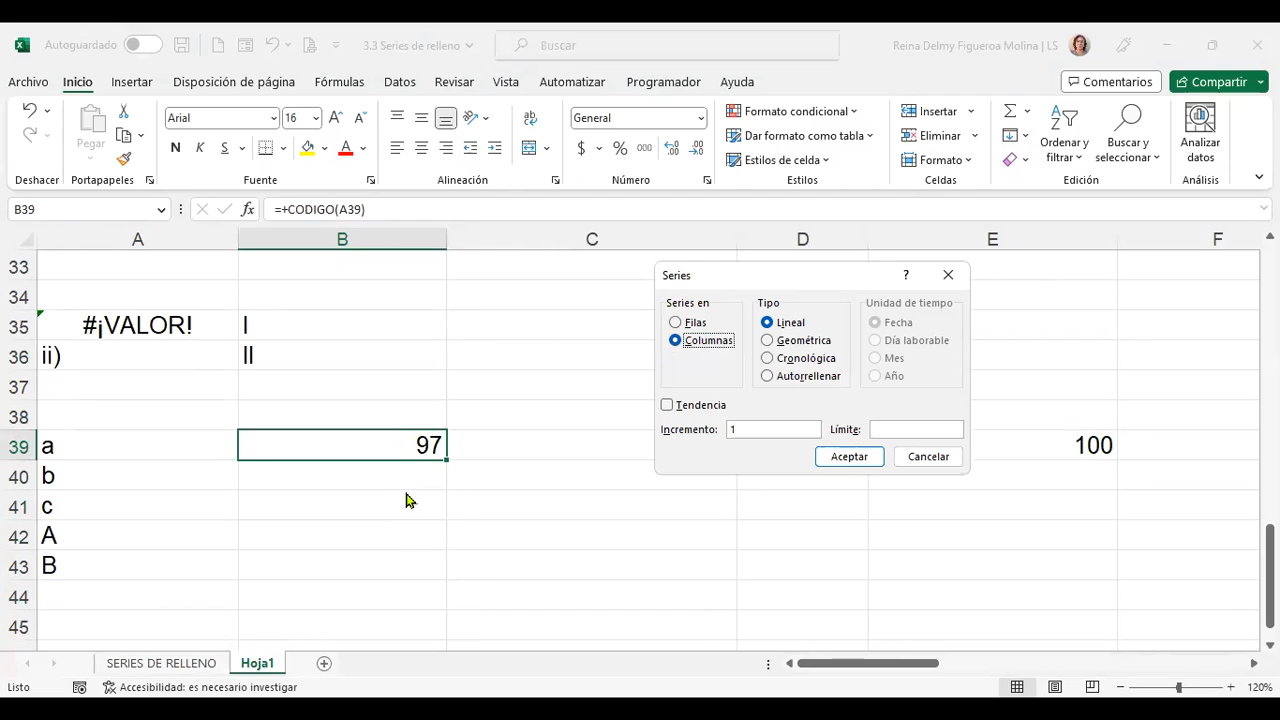 Autoguardado
3.3 Series de relleno
Buscar
Reina Delmy Figueroa Molina | LS
Archivo Inicio Insertar Disposición de página Fórmulas Datos Revisar Vista Automatizar Programador Ayuda Comentarios Compartir
Pegar
Deshacer
Portapapeles
Arial 16
N K S A
Fuente
ab
Alineación
General
$ % 000
Número
Formato condicional
Dar formato como tabla
Estilos de celda
Estilos
Insertar
Eliminar
Formato
Celdas
Ordenary filtrar
Buscar y
seleccionar
Edición
Analizar
datos
Análisis
B39 fx =+CODIGO(A39)
A B C D E F
33
34
35 #¡VALOR! I
36 ii) II
37
38
39 a 97 100
40 b
41 c
42 A
43 B
44
45
Series ?
Series en
Filas
Columnas
Tipo
Lineal
Geométrica
Cronológica
Autorrellenar
Unidad de tiempo
Fecha
Día laborable
Mes
Año
Tendencia
Incremento: 1 Límite:
Aceptar Cancelar
SERIES DE RELLENO Hoja1
Listo Accesibilidad: es necesario investigar 120%